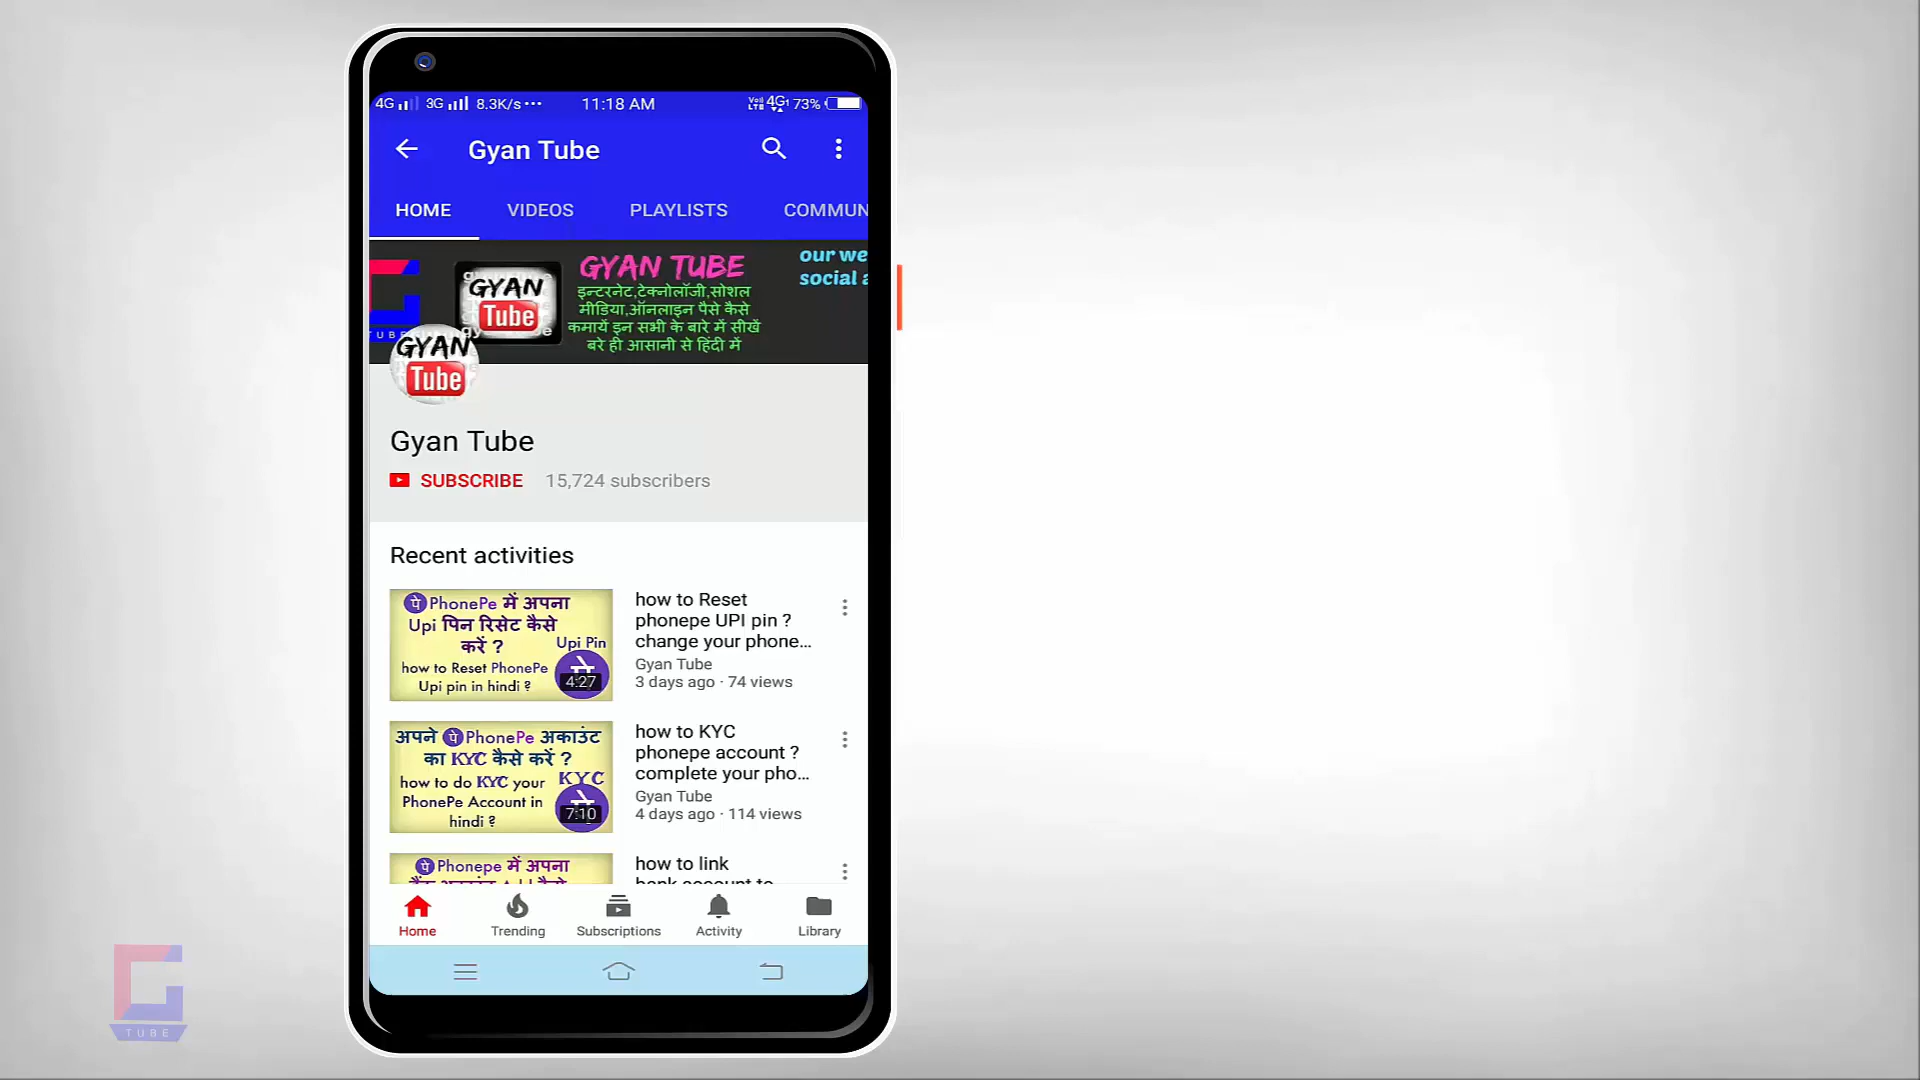 4G 3G 8.3K/s ••• 11:18 AM VoLTE 4G 73%
Gyan Tube
HOME VIDEOS PLAYLISTS COMMUN
GYAN TUBE
इन्टरनेट,टेक्नोलॉजी,सोशल
मीडिया,ऑनलाइन पैसे कैसे
कमायें इन सभी के बारे में सीखें
बरे ही आसानी से हिंदी में
our we
social a
GYAN
Tube
GYAN
Tube
Gyan Tube
SUBSCRIBE 15,724 subscribers
Recent activities
पे PhonePe में अपना
Upi पिन रिसेट कैसे
करें ?
Upi Pin
how to Reset PhonePe
Upi pin in hindi ?
4:27
how to Reset
phonepe UPI pin ?
change your phone...
Gyan Tube
3 days ago · 74 views
अपने पे PhonePe अकाउंट
का KYC कैसे करें ?
how to do KYC your
KYC
PhonePe Account in
hindi ?
7:10
how to KYC
phonepe account ?
complete your pho...
Gyan Tube
4 days ago · 114 views
पे Phonepe में अपना
how to link
bank account to
Home Trending Subscriptions Activity Library
TUBE